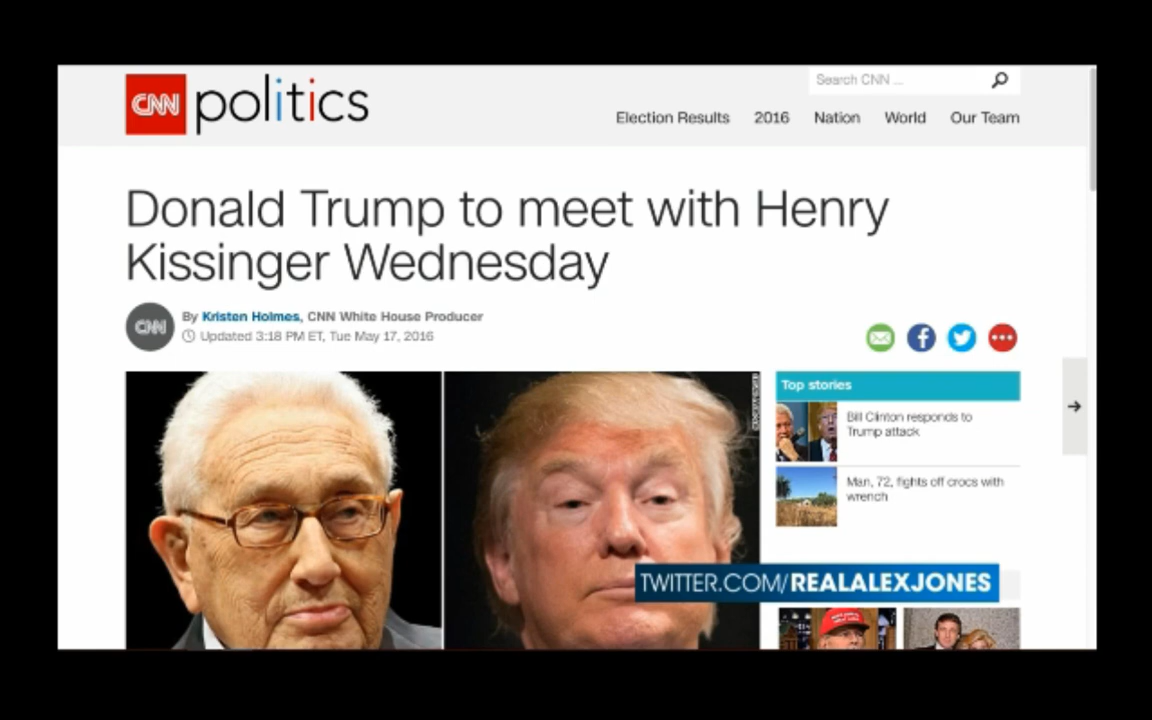 CNN politics
Search CNN ...
Election Results 2016 Nation World Our Team
Donald Trump to meet with Henry
Kissinger Wednesday
CNN
By Kristen Holmes, CNN White House Producer
Updated 3:18 PM ET, Tue May 17, 2016
Top stories
Bill Clinton responds to
Trump attack
Man, 72, fights off crocs with
wrench
TWITTER.COM/REALALEXJONES